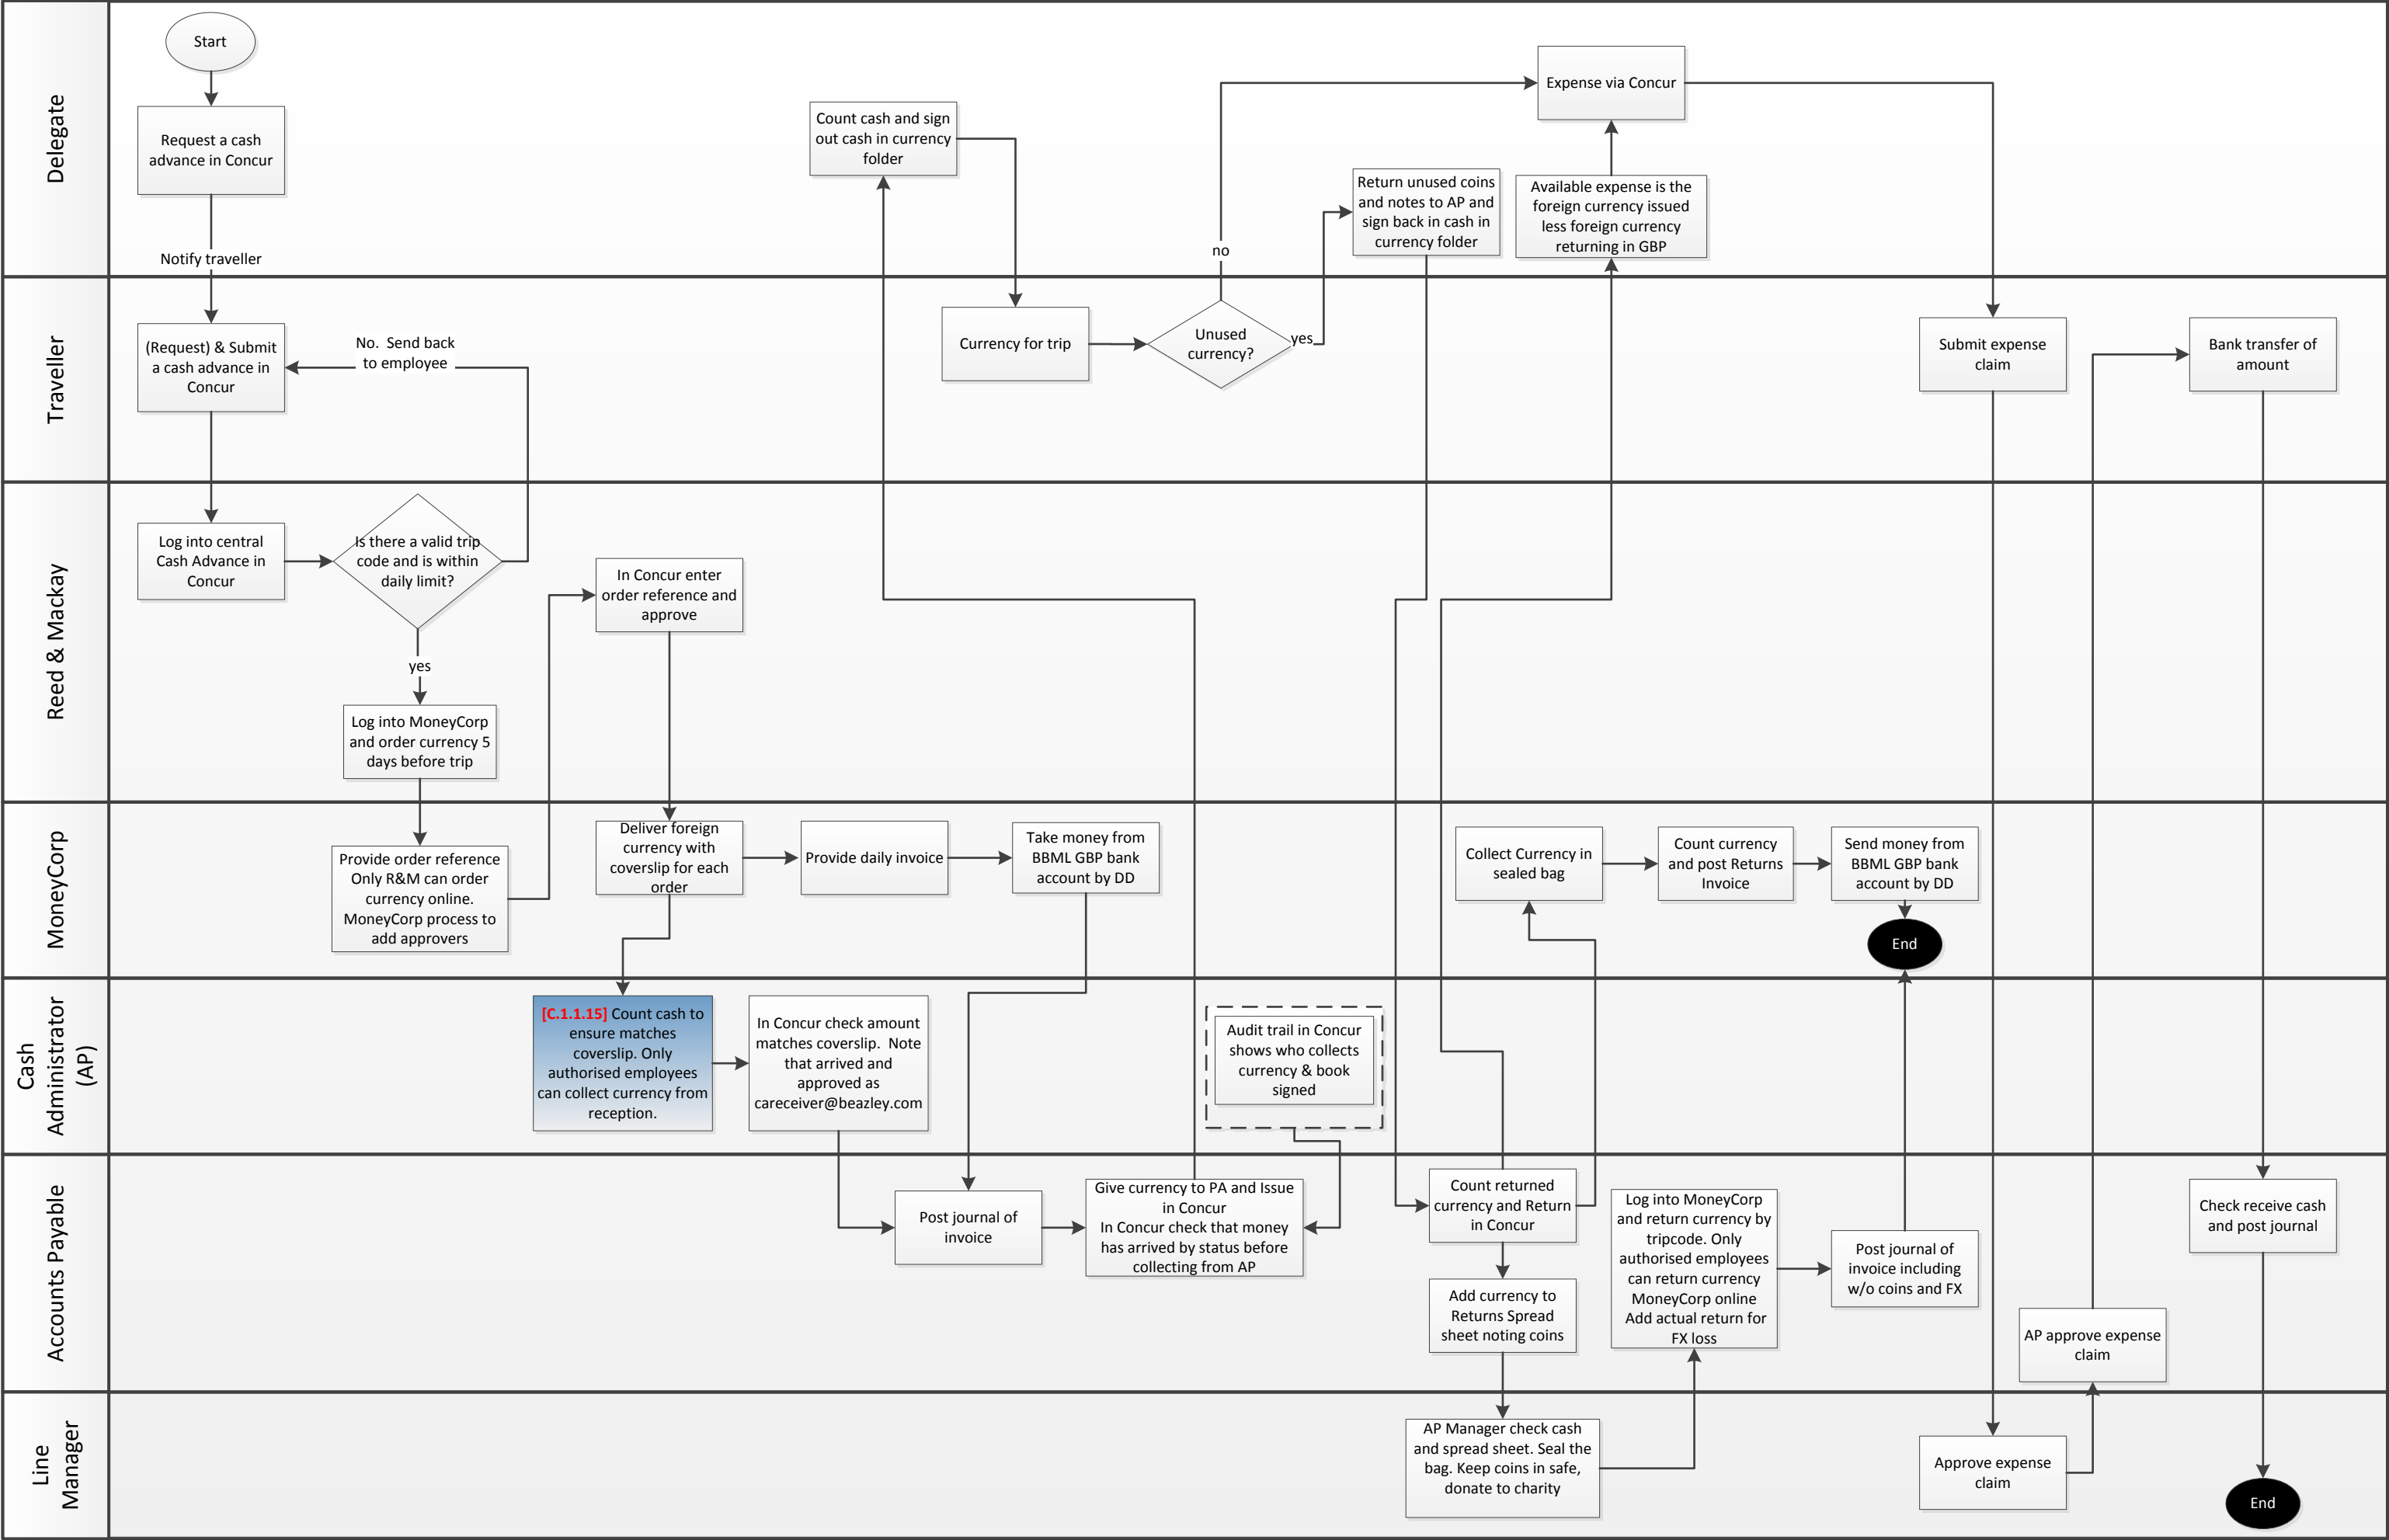 Delegate
Start
Request a cash
advance in Concur
Notify traveller
Count cash and sign
out cash in currency
folder
no
Return unused coins
and notes to AP and
sign back in cash in
currency folder
Expense via Concur
Available expense is the
foreign currency issued
less foreign currency
returning in GBP
Traveller
(Request) & Submit
a cash advance in
Concur
No.  Send back
to employee
Currency for trip
Unused
currency?
yes
Submit expense
claim
Bank transfer of
amount
Reed & Mackay
Log into central
Cash Advance in
Concur
Is there a valid trip
code and is within
daily limit?
yes
In Concur enter
order reference and
approve
Log into MoneyCorp
and order currency 5
days before trip
MoneyCorp
Provide order reference
Only R&M can order
currency online.
MoneyCorp process to
add approvers
Deliver foreign
currency with
coverslip for each
order
Provide daily invoice
Take money from
BBML GBP bank
account by DD
Collect Currency in
sealed bag
Count currency
and post Returns
Invoice
Send money from
BBML GBP bank
account by DD
End
Cash
Administrator
(AP)
[C.1.1.15] Count cash to
ensure matches
coverslip. Only
authorised employees
can collect currency from
reception.
In Concur check amount
matches coverslip.  Note
that arrived and
approved as
careceiver@beazley.com
Audit trail in Concur
shows who collects
currency & book
signed
Accounts Payable
Post journal of
invoice
Give currency to PA and Issue
in Concur
In Concur check that money
has arrived by status before
collecting from AP
Count returned
currency and Return
in Concur
Add currency to
Returns Spread
sheet noting coins
Log into MoneyCorp
and return currency by
tripcode. Only
authorised employees
can return currency
MoneyCorp online
Add actual return for
FX loss
Post journal of
invoice including
w/o coins and FX
AP approve expense
claim
Check receive cash
and post journal
Line
Manager
AP Manager check cash
and spread sheet. Seal the
bag. Keep coins in safe,
donate to charity
Approve expense
claim
End